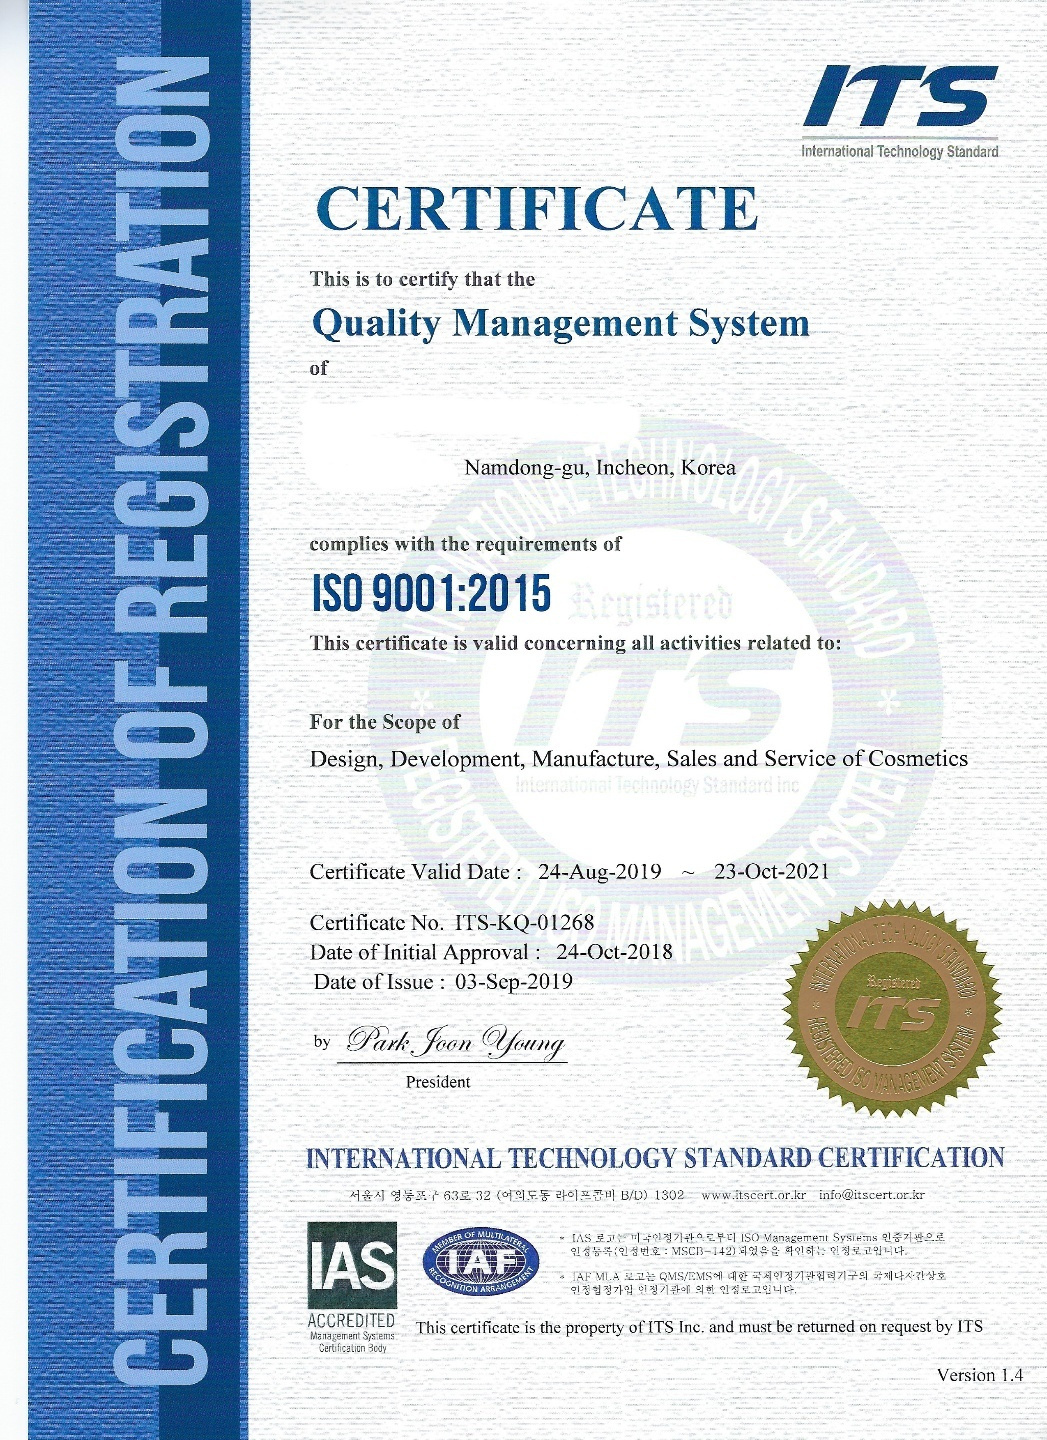 CERTIFICATION OF REGISTRATION
ITS
International Technology Standard
CERTIFICATE
This is to certify that the
Quality Management System
of
Namdong-gu, Incheon, Korea
complies with the requirements of
ISO 9001:2015
This certificate is valid concerning all activities related to:
For the Scope of
Design, Development, Manufacture, Sales and Service of Cosmetics
Certificate Valid Date : 24-Aug-2019 ~ 23-Oct-2021
Certificate No. ITS-KQ-01268
Date of Initial Approval : 24-Oct-2018
Date of Issue : 03-Sep-2019
by Park Joon Young
President
INTERNATIONAL TECHNOLOGY STANDARD
Registered
ITS
International Technology Standard Inc
REGISTERED ISO MANAGEMENT SYSTEM
INTERNATIONAL TECHNOLOGY STANDARD
Registered
ITS
REGISTERED ISO MANAGEMENT SYSTEM
INTERNATIONAL TECHNOLOGY STANDARD CERTIFICATION
서울시 영등포구 63로 32 (여의도동 라이프콤비 B/D) 1302 www.itscert.or.kr info@itscert.or.kr
IAS
ACCREDITED
Management Systems
Certification Body
MEMBER OF MULTILATERAL
IAF
RECOGNITION ARRANGEMENT
* IAS 로고는 미국인정기관으로부터 ISO Management Systems 인증기관으로
인정등록(인정번호 : MSCB-142)되었음을 확인하는 인정로고입니다.
* IAF MLA 로고는 QMS/EMS에 대한 국제인정기관협력기구의 국제다자간상호
인정협정가입 인정기관에 의한 인정로고입니다.
This certificate is the property of ITS Inc. and must be returned on request by ITS
Version 1.4